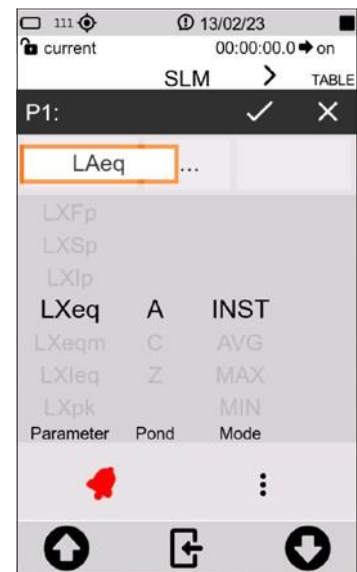 111 13/02/23
current 00:00:00.0 on
SLM > TABLE
P1:
LAeq ...
LXFp
LXSp
LXIp
LXeq A INST
LXeqm C AVG
LXIeq Z MAX
LXpk MIN
Parameter Pond Mode